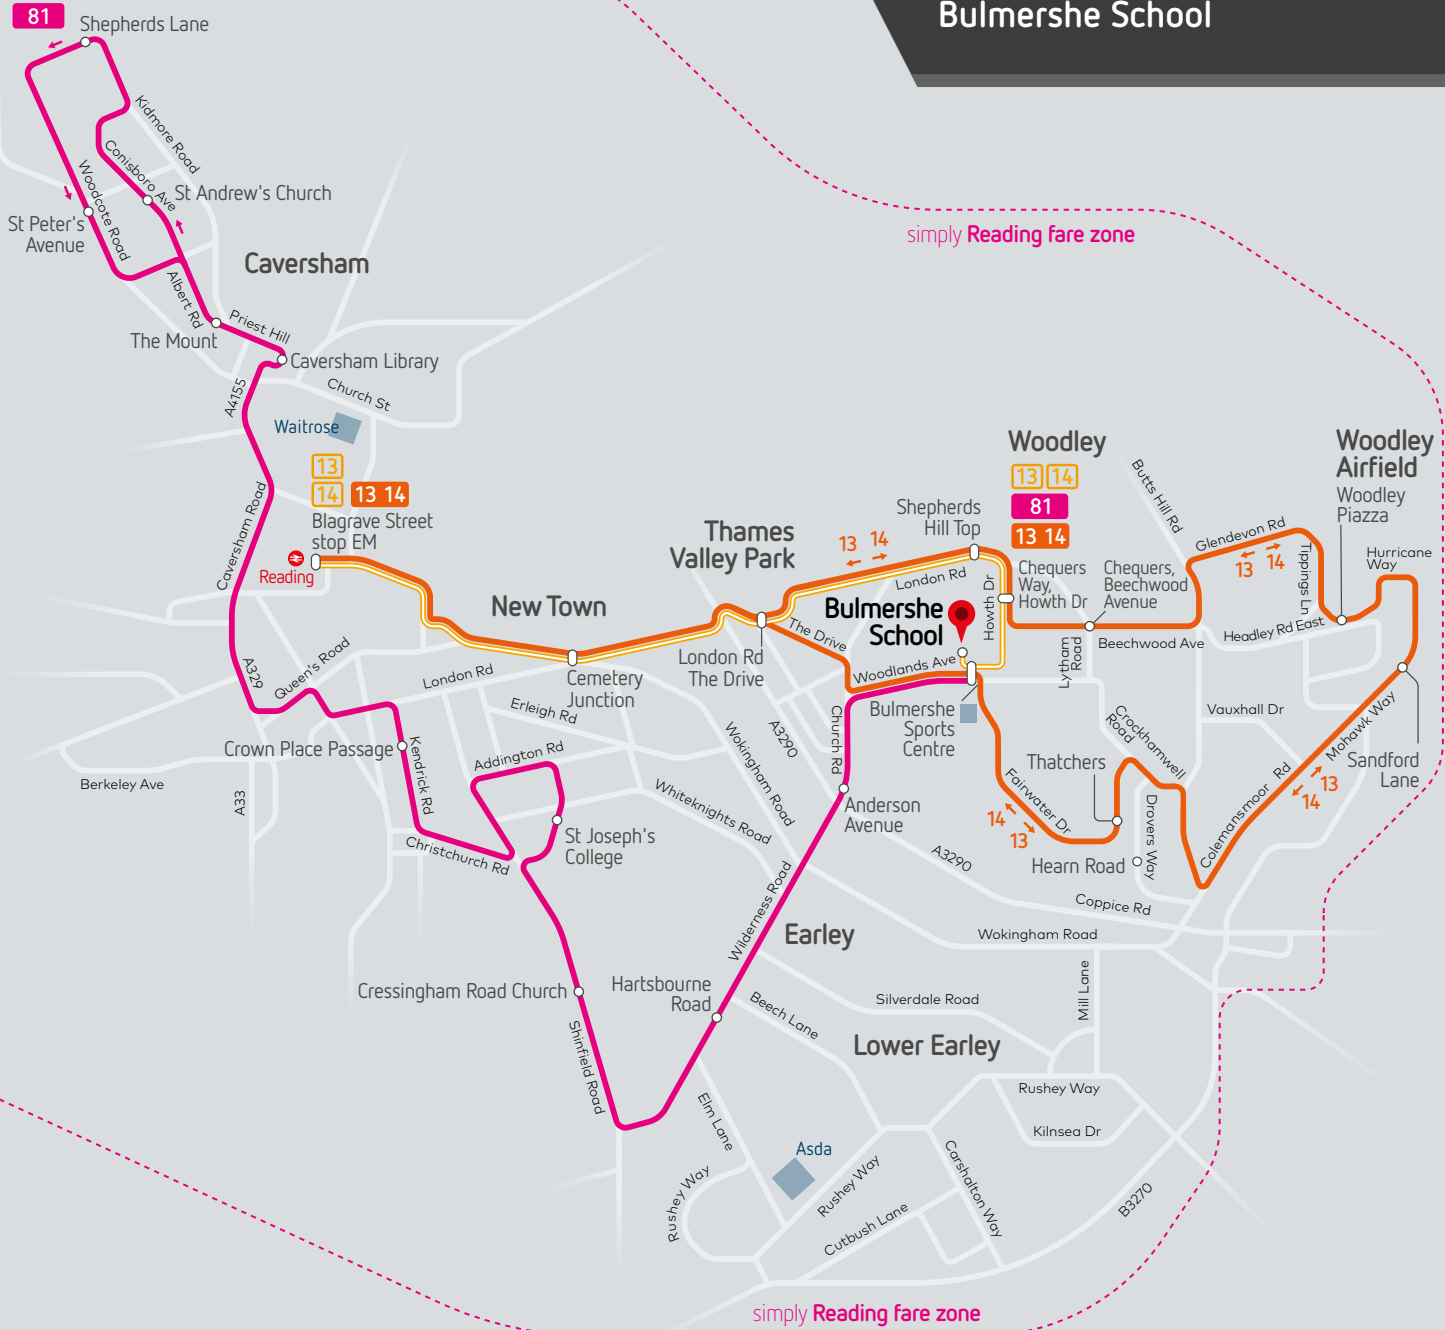 Bulmershe School
81
Shepherds Lane
Kidmore Road
Conisboro Ave
Woodcote Road
St Andrew's Church
St Peter's
Avenue
Albert Rd
Caversham
Priest Hill
The Mount
Caversham Library
A4155
Church St
Waitrose
simply Reading fare zone
13
14
13 14
Blagrave Street
stop EM
Reading
Caversham Road
New Town
Thames
Valley Park
13 14
Shepherds
Hill Top
Woodley
13 14
81
13 14
Butts Hill Rd
Woodley
Airfield
Woodley
Piazza
Glendevon Rd
13 14
Tippings Ln
Hurricane
Way
London Rd
Howth Dr
Chequers
Way,
Howth Dr
Chequers,
Beechwood
Avenue
Bulmershe
School
The Drive
London Rd
The Drive
Woodlands Ave
Lytham
Road
Beechwood Ave
Headley Rd East
Cemetery
Junction
A329
Queen's Road
London Rd
Erleigh Rd
Crown Place Passage
Kendrick Rd
Addington Rd
Berkeley Ave
A33
Christchurch Rd
St Joseph's
College
Wokingham Road
A3290
Church Rd
Bulmershe
Sports
Centre
Whiteknights Road
Anderson
Avenue
Vauxhall Dr
Crockhamwell
Road
Thatchers
Fairwater Dr
14
13
Hearn Road
Drovers Way
Colemansmoor Rd
Mohawk Way
13
14
Sandford
Lane
A3290
Coppice Rd
Wokingham Road
Wilderness Road
Earley
Cressingham Road Church
Hartsbourne
Road
Shinfield Road
Beech Lane
Silverdale Road
Mill Lane
Lower Earley
Rushey Way
Kilnsea Dr
Elm Lane
Asda
Rushey Way
Rushey Way
Cutbush Lane
Carshalton Way
B3270
simply Reading fare zone